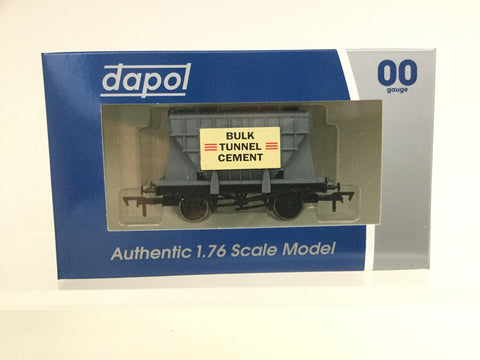 dapol
00
gauge
BULK
TUNNEL
CEMENT
Authentic 1.76 Scale Model